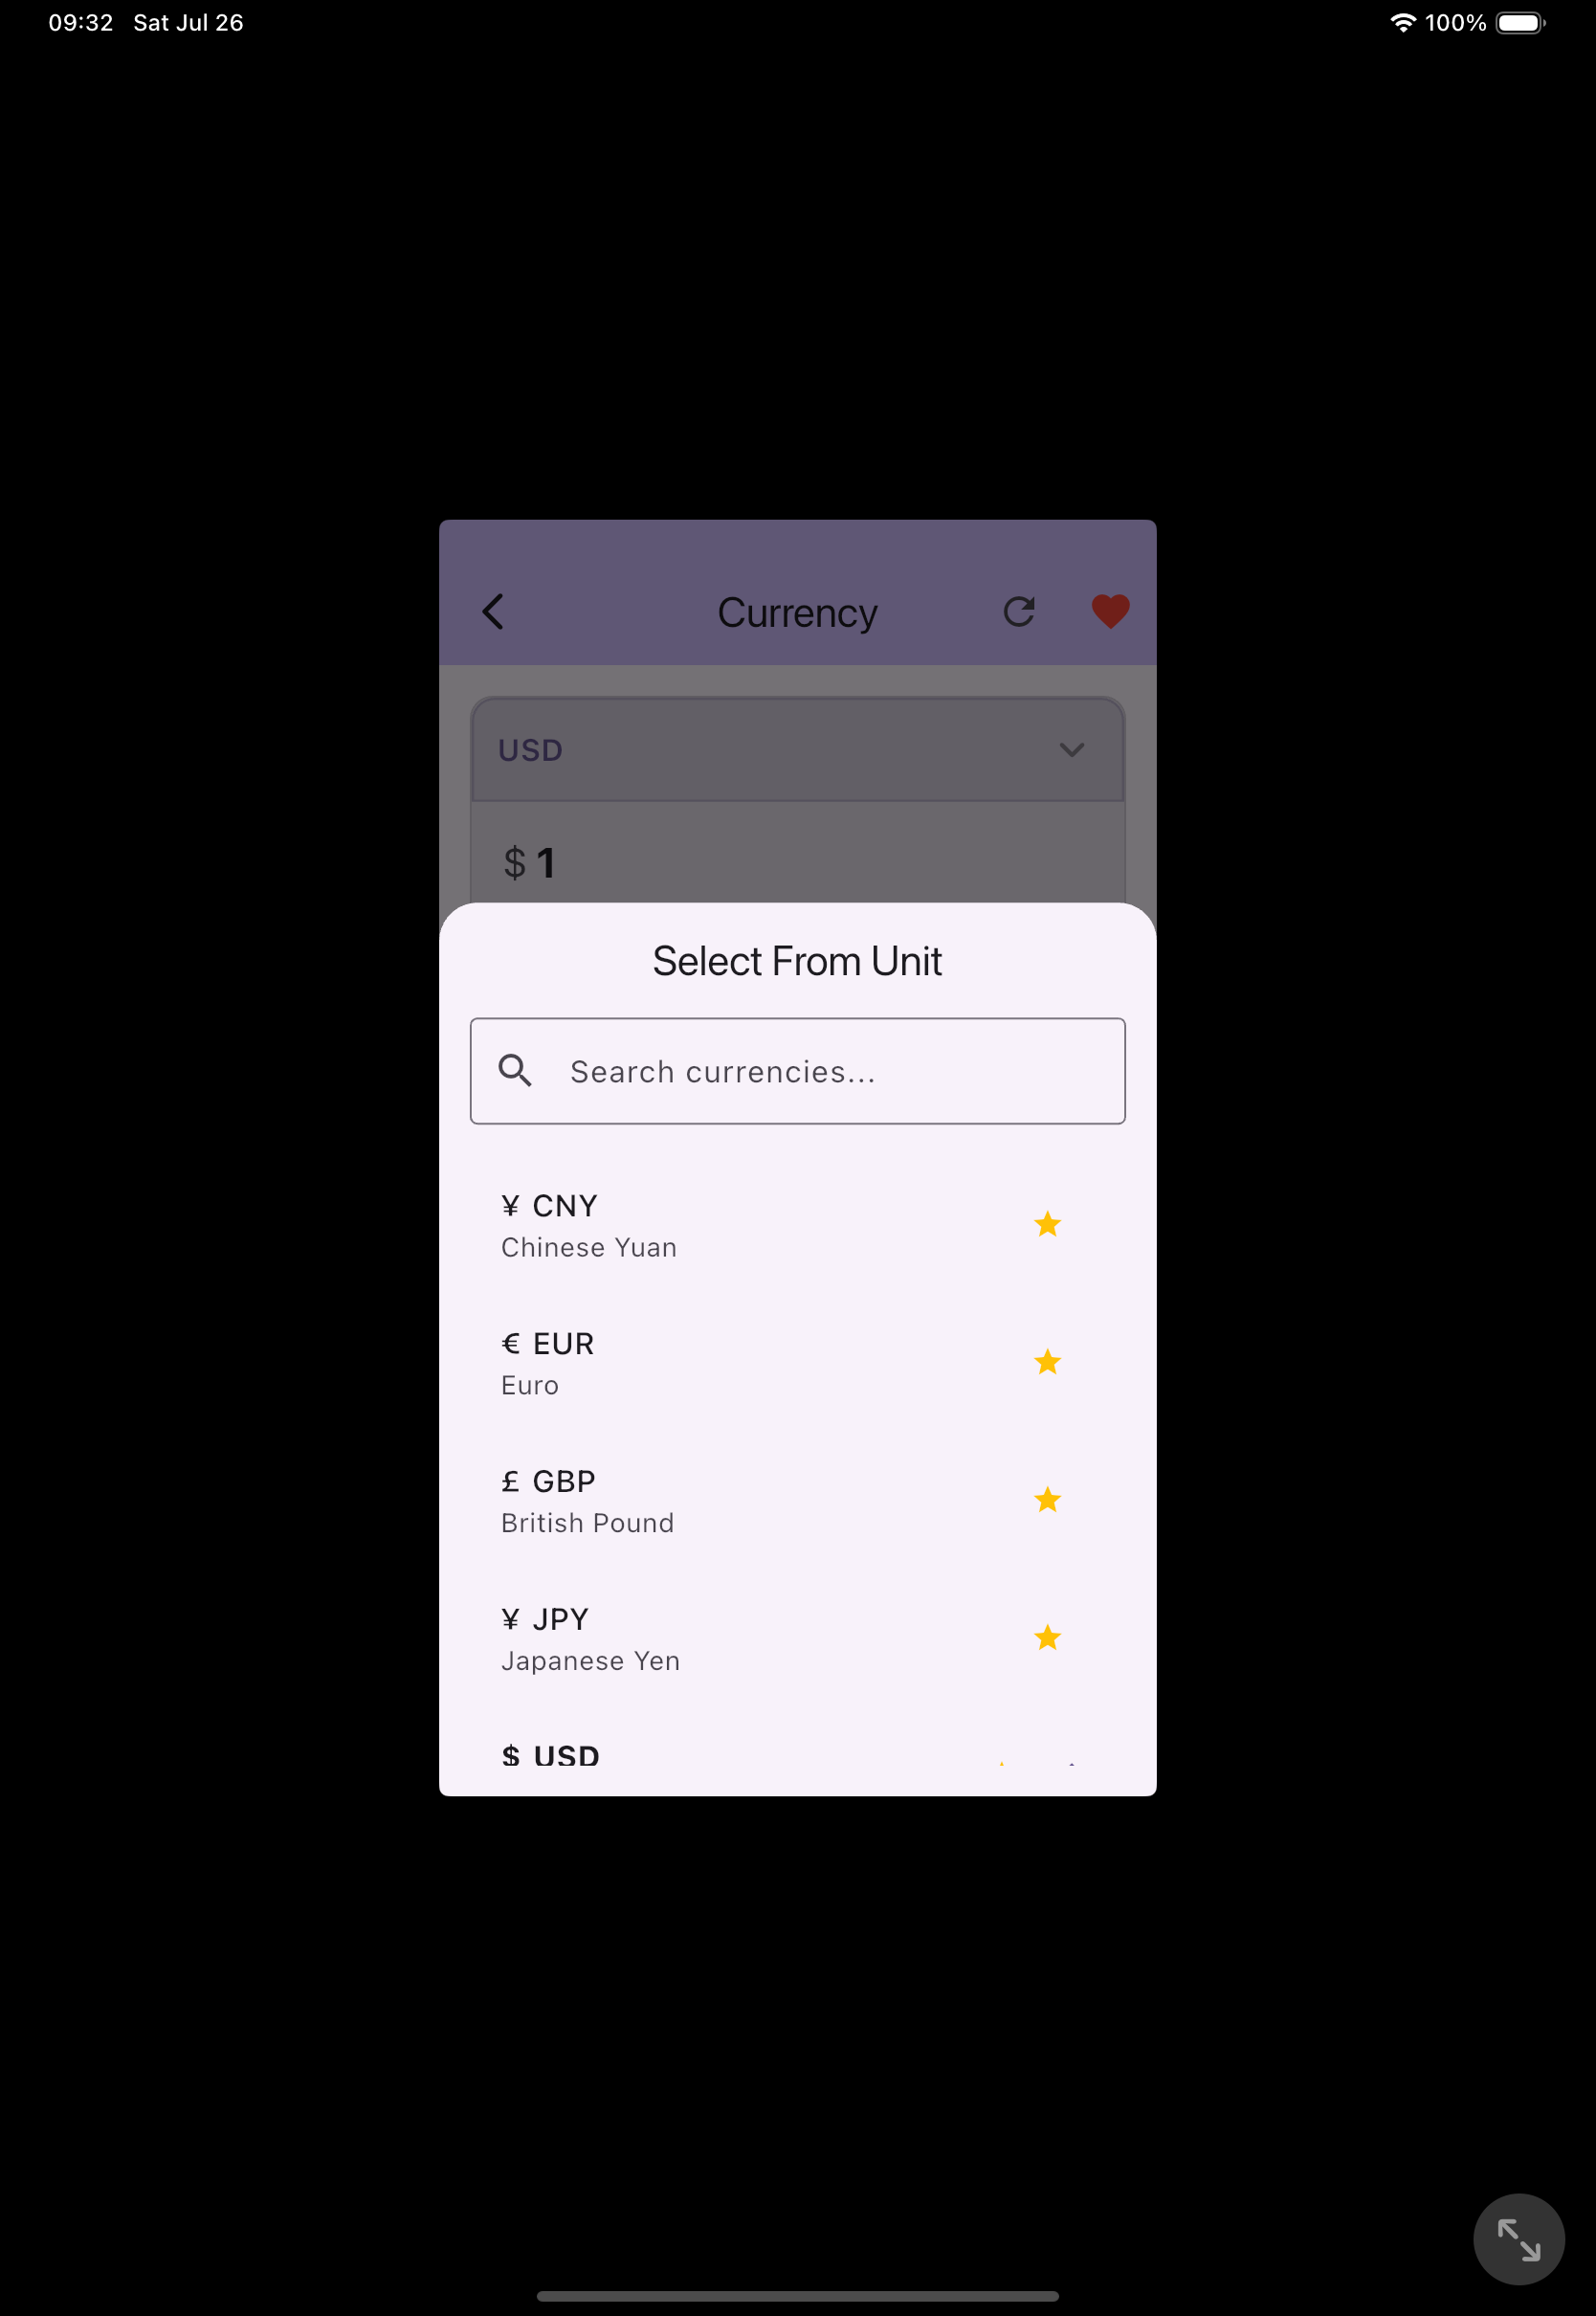 09:32 Sat Jul 26
100%
Currency
USD
$ 1
Select From Unit
Search currencies...
¥ CNY
Chinese Yuan
€ EUR
Euro
£ GBP
British Pound
¥ JPY
Japanese Yen
$ USD